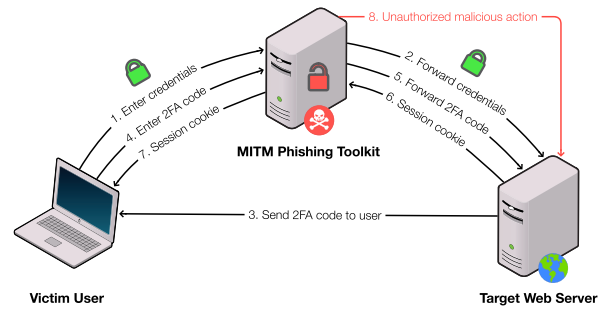 8. Unauthorized malicious action
1. Enter credentials
4. Enter 2FA code
7. Session cookie
2. Forward credentials
5. Forward 2FA code
6. Session cookie
MITM Phishing Toolkit
3. Send 2FA code to user
Victim User
Target Web Server